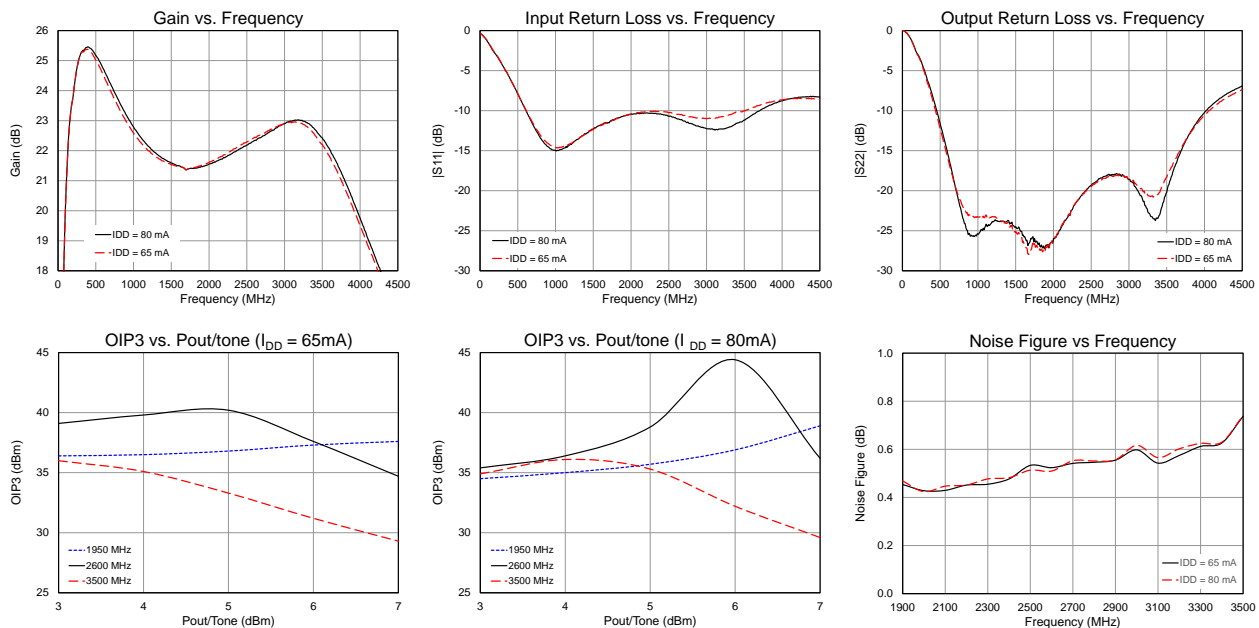 Gain vs. Frequency
26
25
24
23
22
21
20
19
18
Gain (dB)
IDD = 80 mA
IDD = 65 mA
0 500 1000 1500 2000 2500 3000 3500 4000 4500
Frequency (MHz)
Input Return Loss vs. Frequency
0
-5
-10
-15
-20
-25
-30
|S11| (dB)
IDD = 80 mA
IDD = 65 mA
0 500 1000 1500 2000 2500 3000 3500 4000 4500
Frequency (MHz)
Output Return Loss vs. Frequency
0
-5
-10
-15
-20
-25
-30
|S22| (dB)
IDD = 80 mA
IDD = 65 mA
0 500 1000 1500 2000 2500 3000 3500 4000 4500
Frequency (MHz)
OIP3 vs. Pout/tone (IDD = 65mA)
45
40
35
30
25
OIP3 (dBm)
1950 MHz
2600 MHz
3500 MHz
3 4 5 6 7
Pout/Tone (dBm)
OIP3 vs. Pout/tone (I DD = 80mA)
45
40
35
30
25
OIP3 (dBm)
1950 MHz
2600 MHz
3500 MHz
3 4 5 6 7
Pout/Tone (dBm)
Noise Figure vs Frequency
1.0
0.8
0.6
0.4
0.2
0.0
Noise Figure (dB)
IDD = 65 mA
IDD = 80 mA
1900 2100 2300 2500 2700 2900 3100 3300 3500
Frequency (MHz)